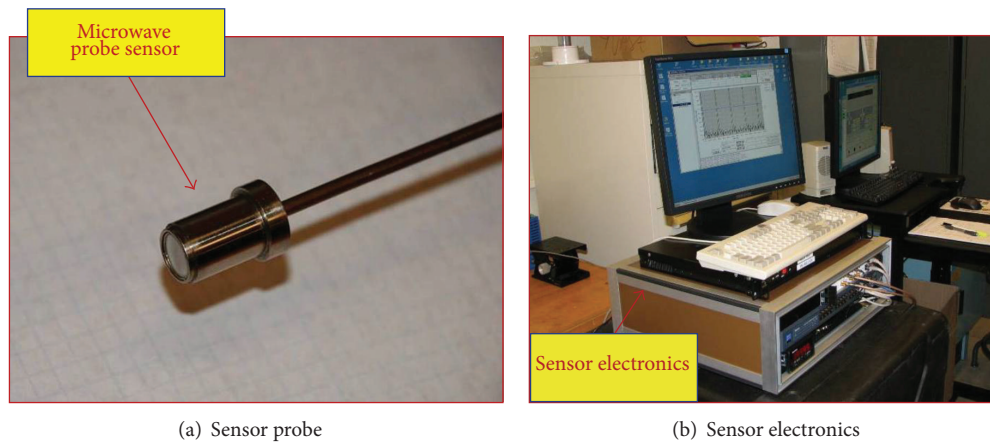 Microwave
probe sensor
Sensor electronics
(a) Sensor probe
(b) Sensor electronics